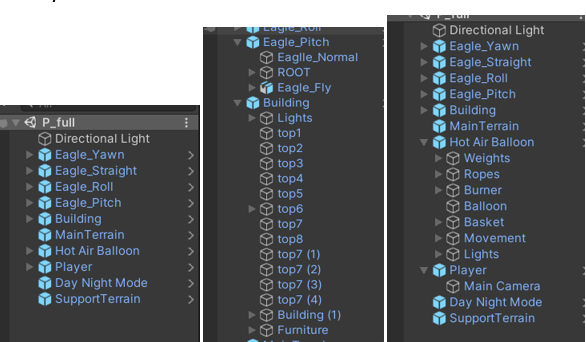 P_full
Directional Light
Eagle_Yawn
Eagle_Straight
Eagle_Roll
Eagle_Pitch
Building
MainTerrain
Hot Air Balloon
Player
Day Night Mode
SupportTerrain
Eagle_Roll
Eagle_Pitch
Eaglle_Normal
ROOT
Eagle_Fly
Building
Lights
top1
top2
top3
top4
top5
top6
top7
top8
top7 (1)
top7 (2)
top7 (3)
top7 (4)
Building (1)
Furniture
P_full
Directional Light
Eagle_Yawn
Eagle_Straight
Eagle_Roll
Eagle_Pitch
Building
MainTerrain
Hot Air Balloon
Weights
Ropes
Burner
Balloon
Basket
Movement
Lights
Player
Main Camera
Day Night Mode
SupportTerrain